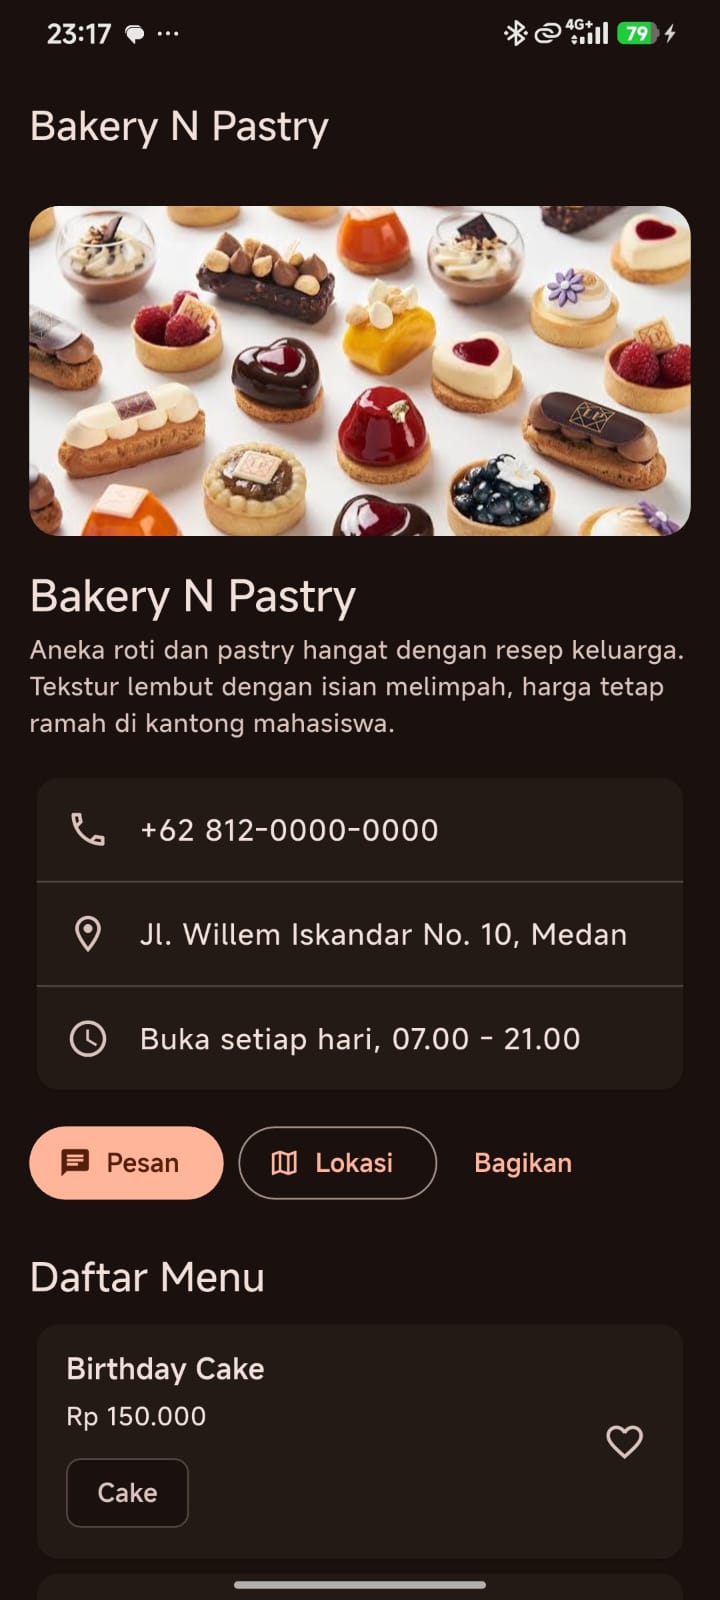 23:17
4G+
79
Bakery N Pastry
Bakery N Pastry
Aneka roti dan pastry hangat dengan resep keluarga.
Tekstur lembut dengan isian melimpah, harga tetap
ramah di kantong mahasiswa.
+62 812-0000-0000
Jl. Willem Iskandar No. 10, Medan
Buka setiap hari, 07.00 - 21.00
Pesan
Lokasi
Bagikan
Daftar Menu
Birthday Cake
Rp 150.000
Cake